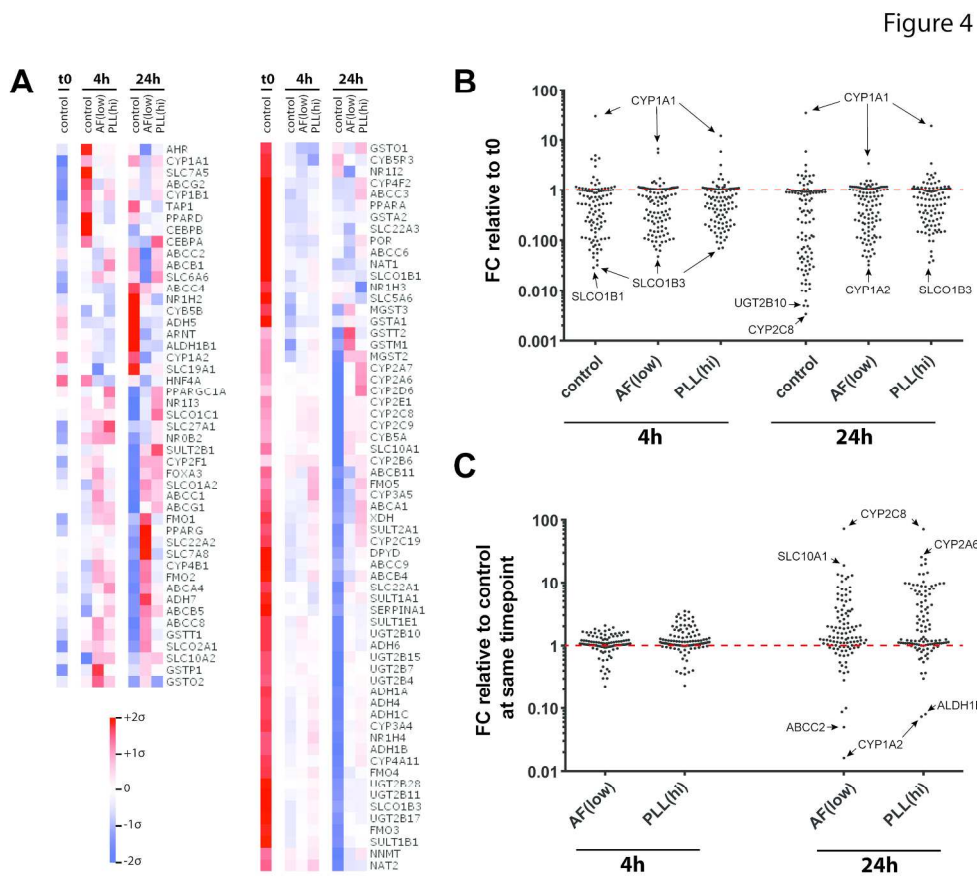 Figure 4
A
t0 4h 24h
control control AF(low) PLL(hi) control AF(low) PLL(hi)
AHR
CYP1A1
SLC7A5
ABCG2
CYP1B1
TAP1
PPARD
CEBPB
CEBPA
ABCC2
ABCB1
SLC6A6
ABCC4
NR1H2
CYB5B
ADH5
ARNT
ALDH1B1
CYP1A2
SLC19A1
HNF4A
PPARGC1A
NR1I3
SLCO1C1
SLC27A1
NR0B2
SULT2B1
CYP2F1
FOXA3
SLCO1A2
ABCC1
ABCG1
FMO1
PPARG
SLC22A2
SLC7A8
CYP4B1
FMO2
ABCA4
ADH7
ABCB5
ABCC8
GSTT1
SLCO2A1
SLC10A2
GSTP1
GSTO2
+2σ
+1σ
0
-1σ
-2σ
t0 4h 24h
control control AF(low) PLL(hi) control AF(low) PLL(hi)
GSTO1
CYB5R3
NR1I2
CYP4F2
ABCC3
PPARA
GSTA2
SLC22A3
POR
ABCC6
NAT1
SLCO1B1
NR1H3
SLC5A6
MGST3
GSTA1
GSTT2
GSTM1
MGST2
CYP2A7
CYP2A6
CYP2D6
CYP2E1
CYP2C8
CYP2C9
CYB5A
SLC10A1
CYP2B6
ABCB11
FMO5
CYP3A5
ABCA1
XDH
SULT2A1
CYP2C19
DPYD
ABCC9
ABCB4
SLC22A1
SULT1A1
SERPINA1
SULT1E1
UGT2B10
ADH6
UGT2B15
UGT2B7
UGT2B4
ADH1A
ADH4
ADH1C
CYP3A4
NR1H4
ADH1B
CYP4A11
FMO4
UGT2B28
UGT2B11
SLCO1B3
UGT2B17
FMO3
SULT1B1
NNMT
NAT2
B
FC relative to t0
100
10
1
0.100
0.010
0.001
CYP1A1 CYP1A1
SLCO1B1 SLCO1B3
UGT2B10
CYP2C8
CYP1A2 SLCO1B3
control AF(low) PLL(hi) control AF(low) PLL(hi)
4h 24h
C
FC relative to control
at same timepoint
100
10
1
0.10
0.01
CYP2C8
SLC10A1
CYP2A6
ABCC2
CYP1A2
AF(low) PLL(hi) AF(low) PLL(hi)
4h 24h